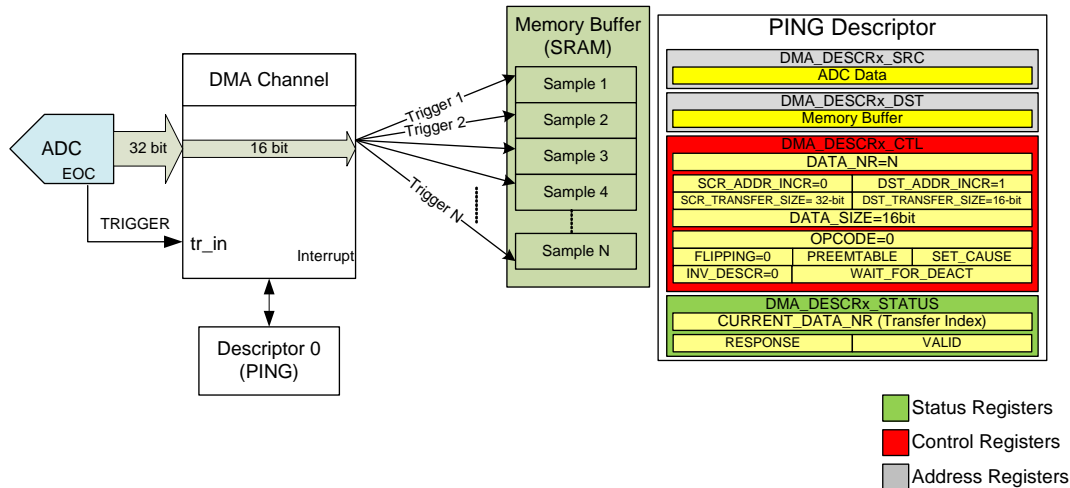 DMA Channel
ADC
EOC
32 bit
16 bit
TRIGGER
tr_in
Interrupt
Descriptor 0
(PING)
Trigger 1
Trigger 2
Trigger N
Memory Buffer
(SRAM)
Sample 1
Sample 2
Sample 3
Sample 4
Sample N
PING Descriptor
DMA_DESCRx_SRC
ADC Data
DMA_DESCRx_DST
Memory Buffer
DMA_DESCRx_CTL
DATA_NR=N
SCR_ADDR_INCR=0 DST_ADDR_INCR=1
SCR_TRANSFER_SIZE= 32-bit DST_TRANSFER_SIZE=16-bit
DATA_SIZE=16bit
OPCODE=0
FLIPPING=0 PREEMTABLE SET_CAUSE
INV_DESCR=0 WAIT_FOR_DEACT
DMA_DESCRx_STATUS
CURRENT_DATA_NR (Transfer Index)
RESPONSE VALID
Status Registers
Control Registers
Address Registers